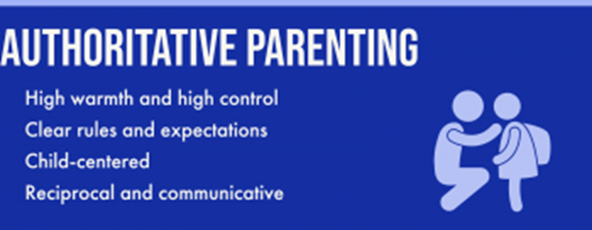 AUTHORITATIVE PARENTING
High warmth and high control
Clear rules and expectations
Child-centered
Reciprocal and communicative